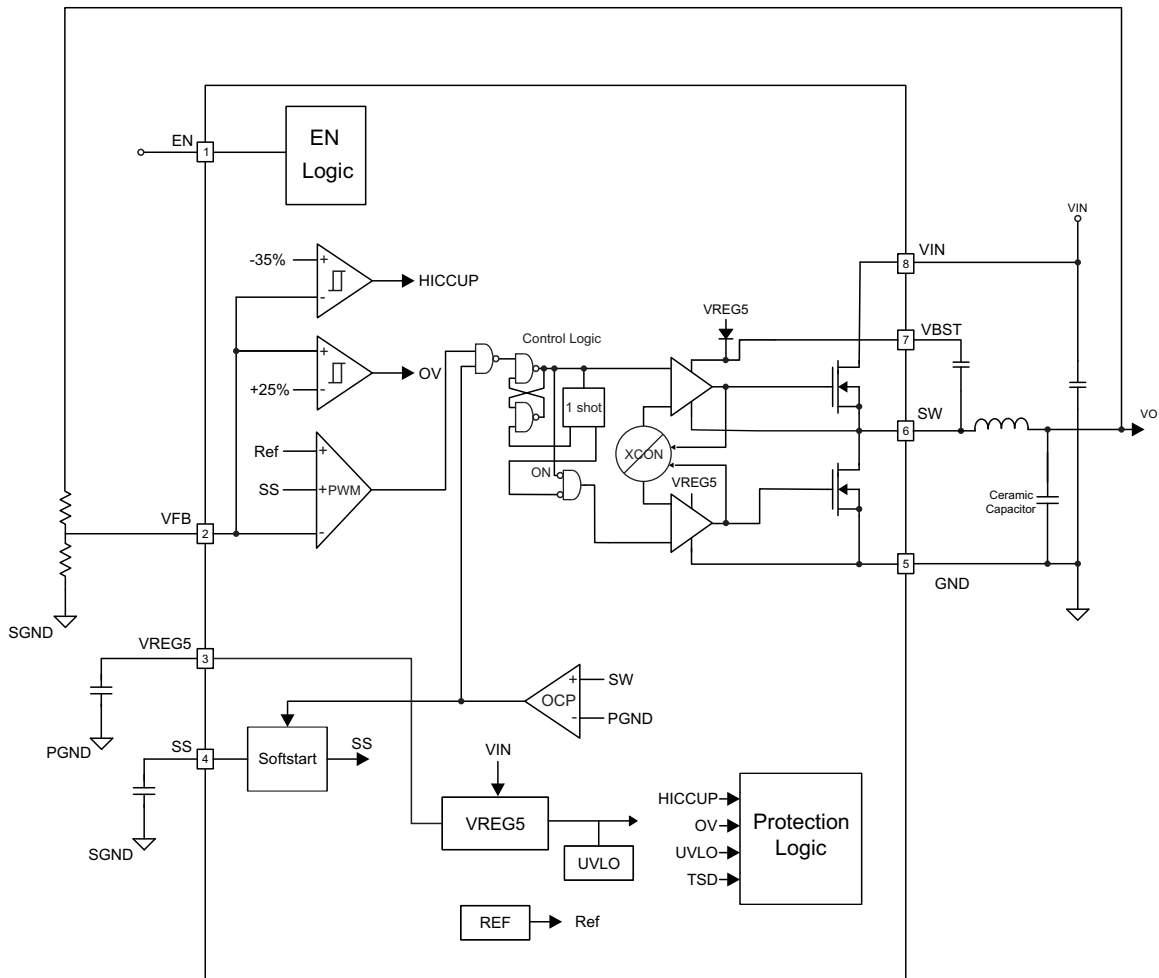 EN
1
EN
Logic
-35%
+
-
HICCUP
+
+25%
-
OV
Ref
+
SS
+PWM
VFB
2
-
SGND
Control Logic
1 shot
ON
XCON
VREG5
VREG5
VIN
8
VIN
VBST
7
SW
6
VO
Ceramic
Capacitor
5
GND
VREG5
3
PGND
SS
4
Softstart
SS
SGND
+
SW
OCP
-
PGND
VIN
VREG5
UVLO
REF
Ref
HICCUP
OV
UVLO
TSD
Protection
Logic